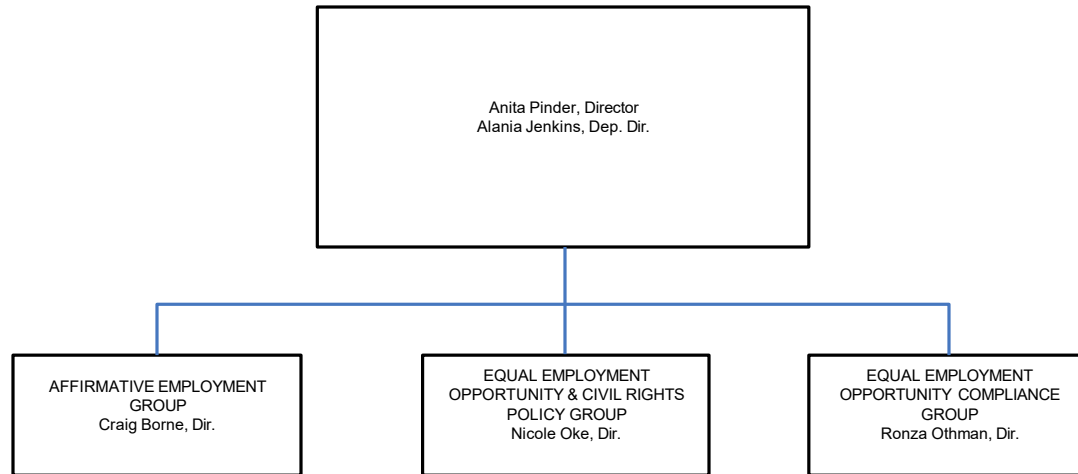 Anita Pinder, Director
Alania Jenkins, Dep. Dir.
AFFIRMATIVE EMPLOYMENT
GROUP
Craig Borne, Dir.
EQUAL EMPLOYMENT
OPPORTUNITY & CIVIL RIGHTS
POLICY GROUP
Nicole Oke, Dir.
EQUAL EMPLOYMENT
OPPORTUNITY COMPLIANCE
GROUP
Ronza Othman, Dir.